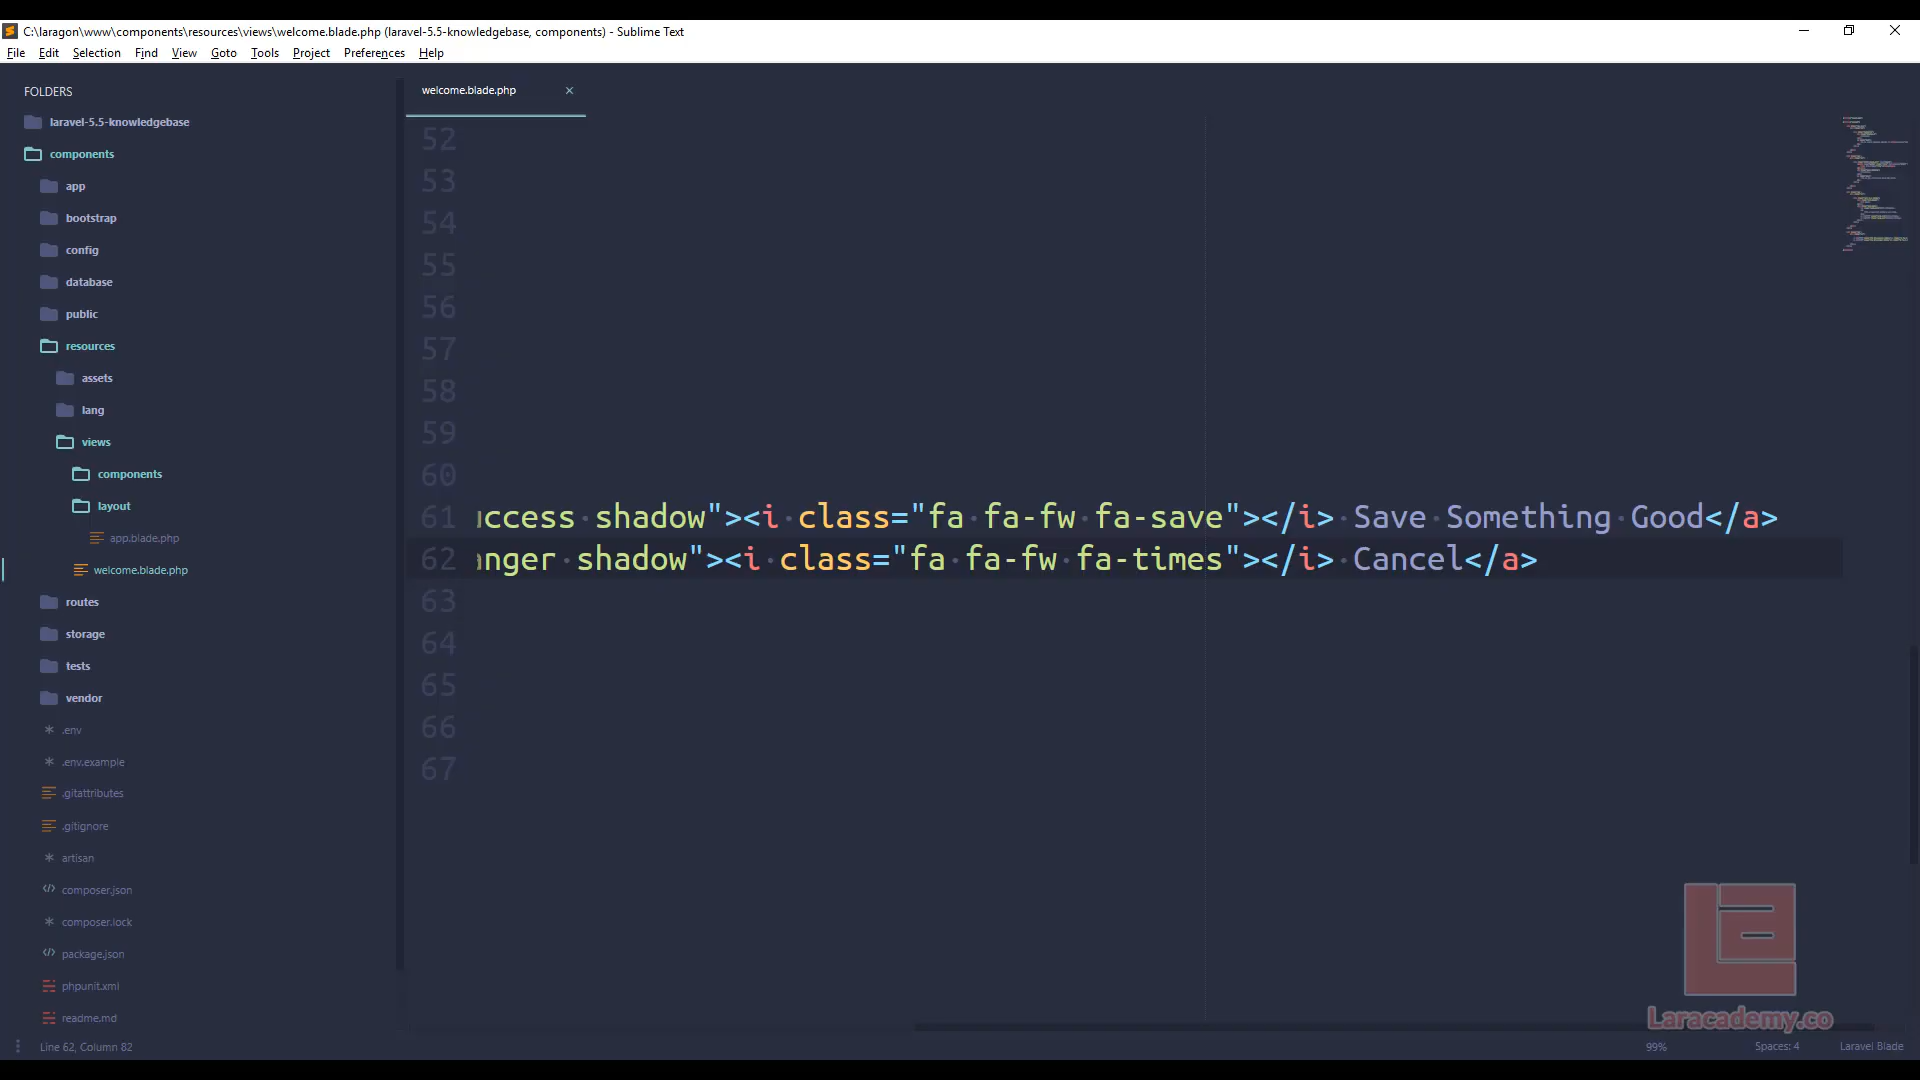 C:\laragon\www\components\resources\views\welcome.blade.php (laravel-5.5-knowledgebase, components) - Sublime Text
File Edit Selection Find View Goto Tools Project Preferences Help
FOLDERS
laravel-5.5-knowledgebase
components
app
bootstrap
config
database
public
resources
assets
lang
views
components
layout
app.blade.php
welcome.blade.php
routes
storage
tests
vendor
.env
.env.example
.gitattributes
.gitignore
artisan
composer.json
composer.lock
package.json
phpunit.xml
readme.md
welcome.blade.php
52
53
54
55
56
57
58
59
60
61 uccess shadow"><i class="fa fa-fw fa-save"></i> Save Something Good</a>
62 anger shadow"><i class="fa fa-fw fa-times"></i> Cancel</a>
63
64
65
66
67
Laracademy.co
Line 62, Column 82
99%
Spaces: 4
Laravel Blade